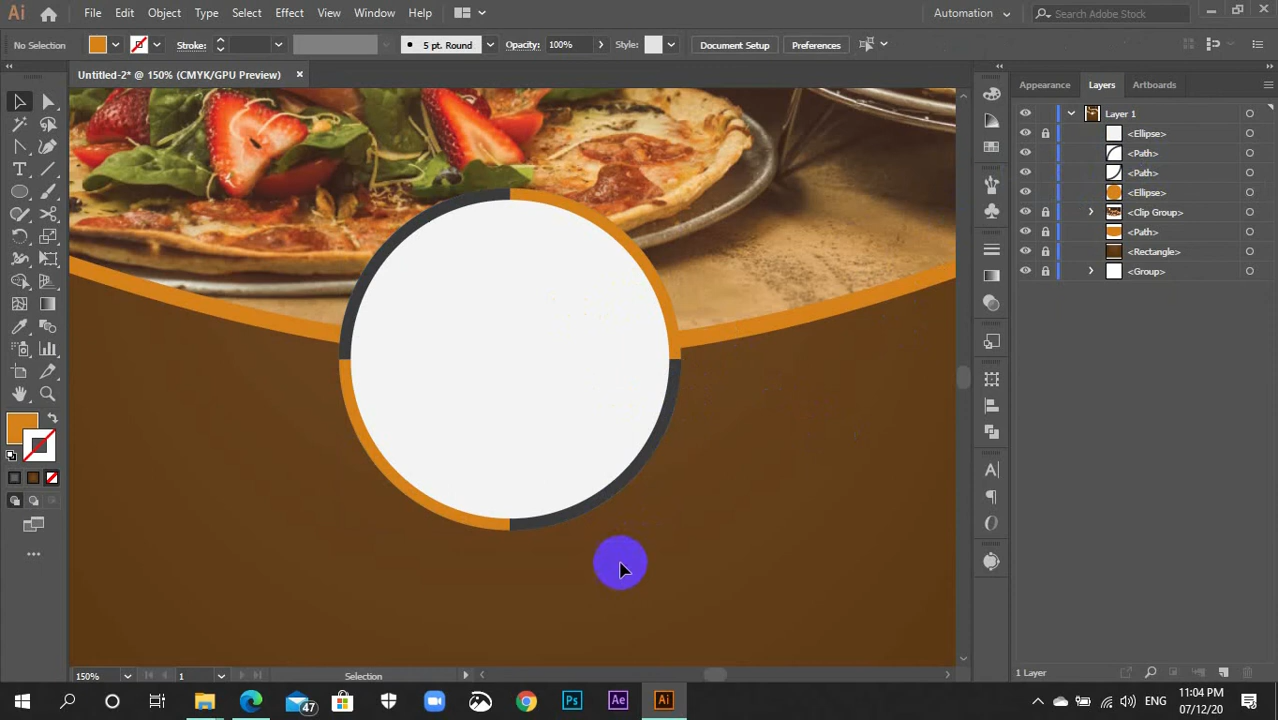 Ai File Edit Object Type Select Effect View Window Help Automation Search Adobe Stock
No Selection Stroke: 5 pt. Round Opacity: 100% Style: Document Setup Preferences
Untitled-2* @ 150% (CMYK/GPU Preview) Appearance Layers Artboards
Layer 1
<Ellipse>
<Path>
<Path>
<Ellipse>
<Clip Group>
<Path>
<Rectangle>
<Group>
150% 1 Selection 1 Layer
47 Ps Ae Ai ENG 11:04 PM
07/12/20